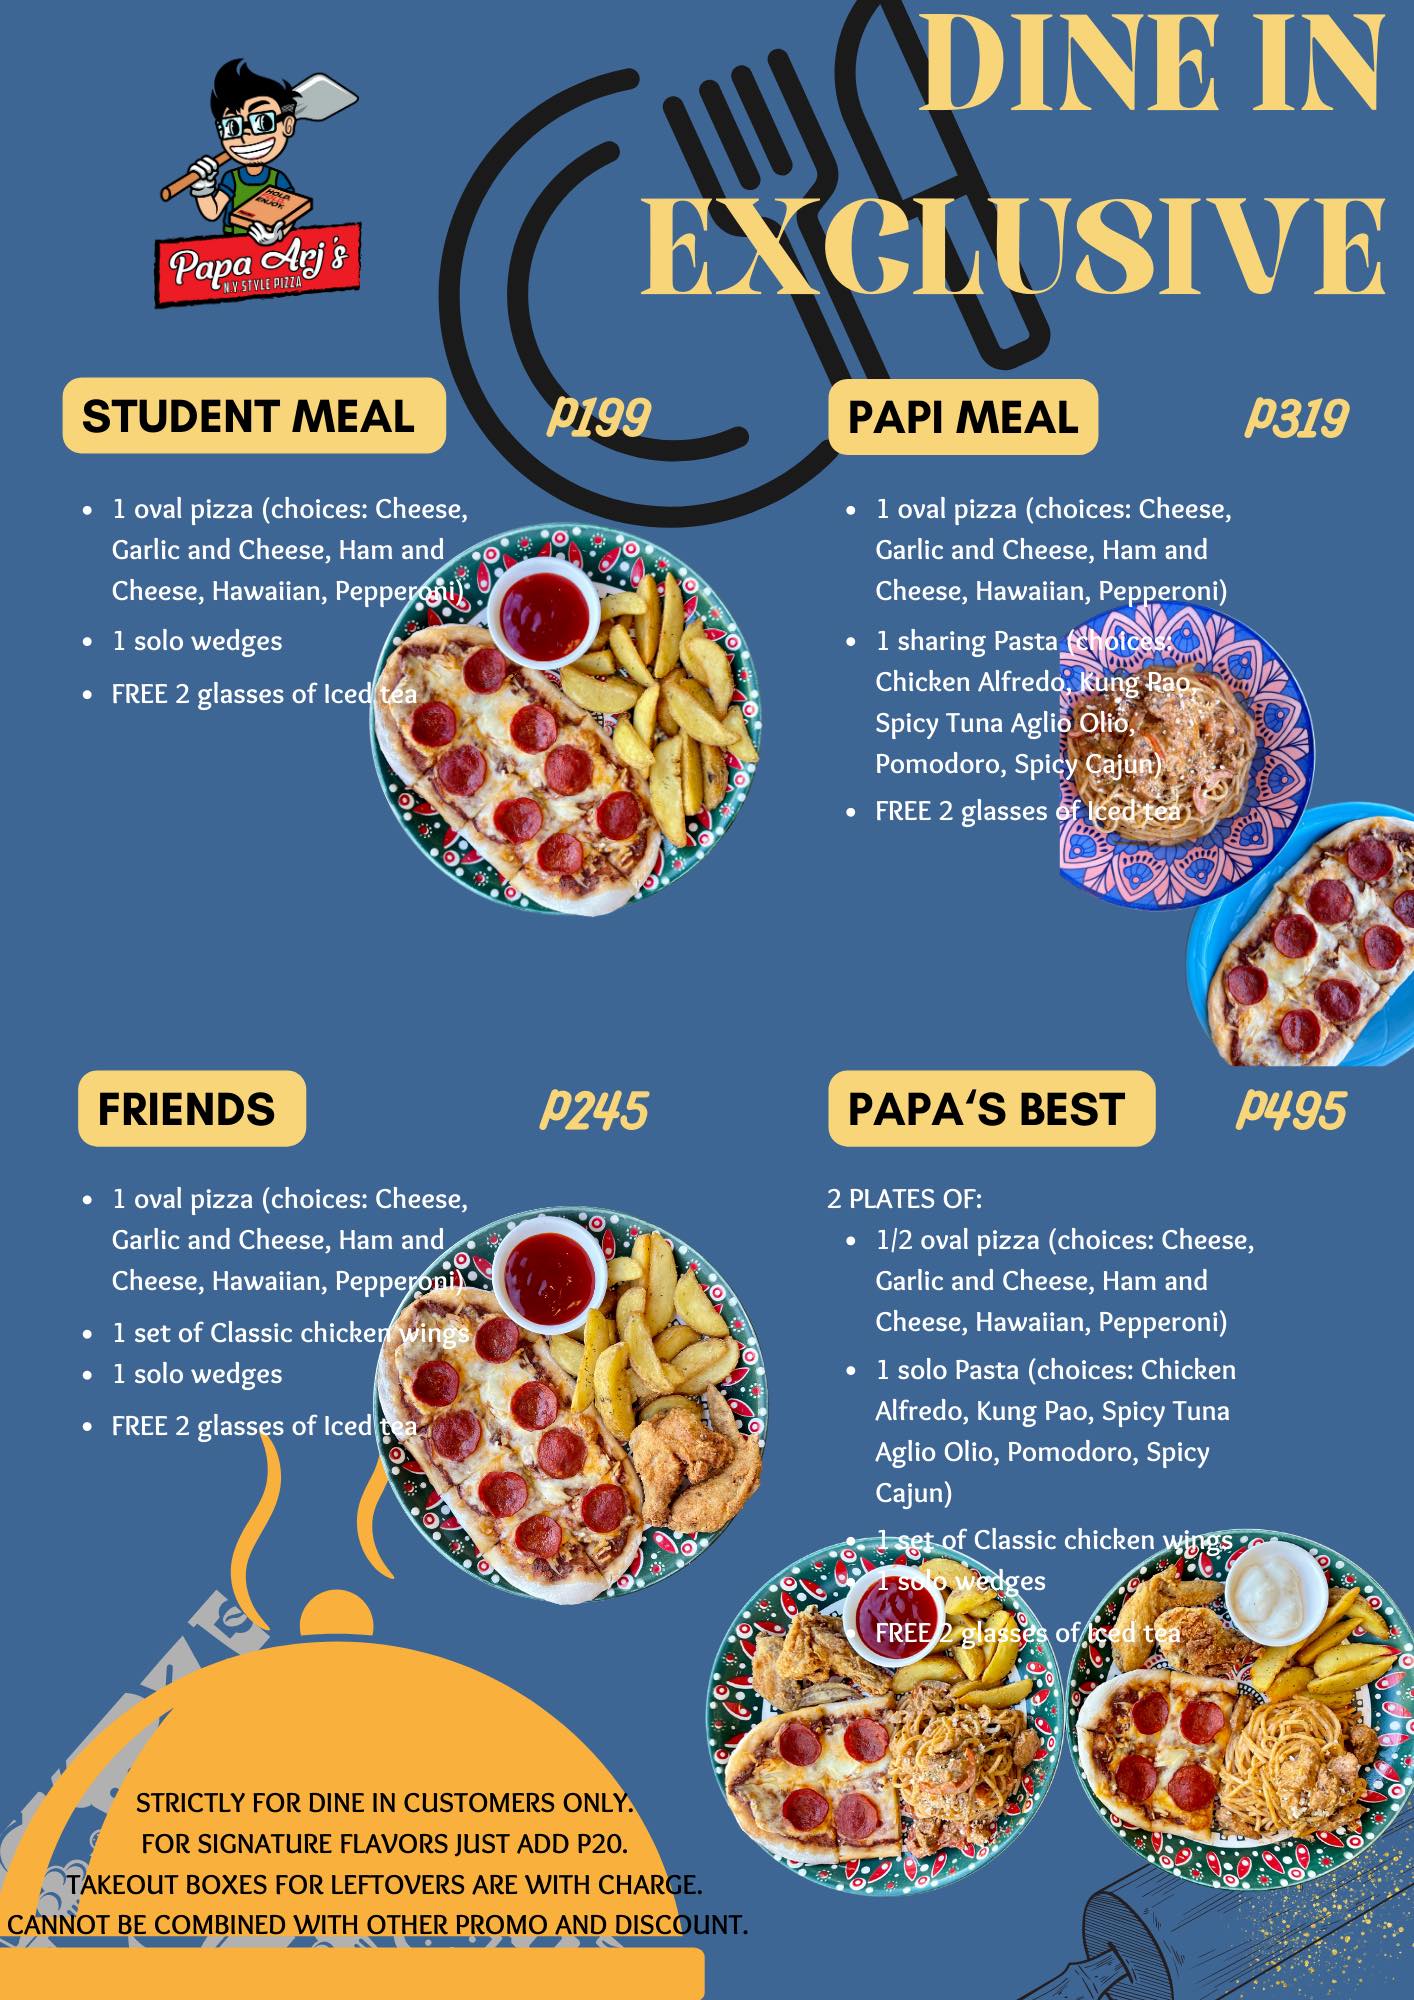 DINE IN
EXCLUSIVE
HOLD.
ENJOY.
Papa Arj's
N.Y STYLE PIZZA
STUDENT MEAL
P199
• 1 oval pizza (choices: Cheese,
Garlic and Cheese, Ham and
Cheese, Hawaiian, Pepperoni)
• 1 solo wedges
• FREE 2 glasses of Iced tea
PAPI MEAL
P319
• 1 oval pizza (choices: Cheese,
Garlic and Cheese, Ham and
Cheese, Hawaiian, Pepperoni)
• 1 sharing Pasta (choices:
Chicken Alfredo, Kung Pao,
Spicy Tuna Aglio Olio,
Pomodoro, Spicy Cajun)
• FREE 2 glasses of Iced tea
FRIENDS
P245
• 1 oval pizza (choices: Cheese,
Garlic and Cheese, Ham and
Cheese, Hawaiian, Pepperoni)
• 1 set of Classic chicken wings
• 1 solo wedges
• FREE 2 glasses of Iced tea
PAPA‘S BEST
P495
2 PLATES OF:
• 1/2 oval pizza (choices: Cheese,
Garlic and Cheese, Ham and
Cheese, Hawaiian, Pepperoni)
• 1 solo Pasta (choices: Chicken
Alfredo, Kung Pao, Spicy Tuna
Aglio Olio, Pomodoro, Spicy
Cajun)
• 1 set of Classic chicken wings
• 1 solo wedges
• FREE 2 glasses of Iced tea
STRICTLY FOR DINE IN CUSTOMERS ONLY.
FOR SIGNATURE FLAVORS JUST ADD P20.
TAKEOUT BOXES FOR LEFTOVERS ARE WITH CHARGE.
CANNOT BE COMBINED WITH OTHER PROMO AND DISCOUNT.